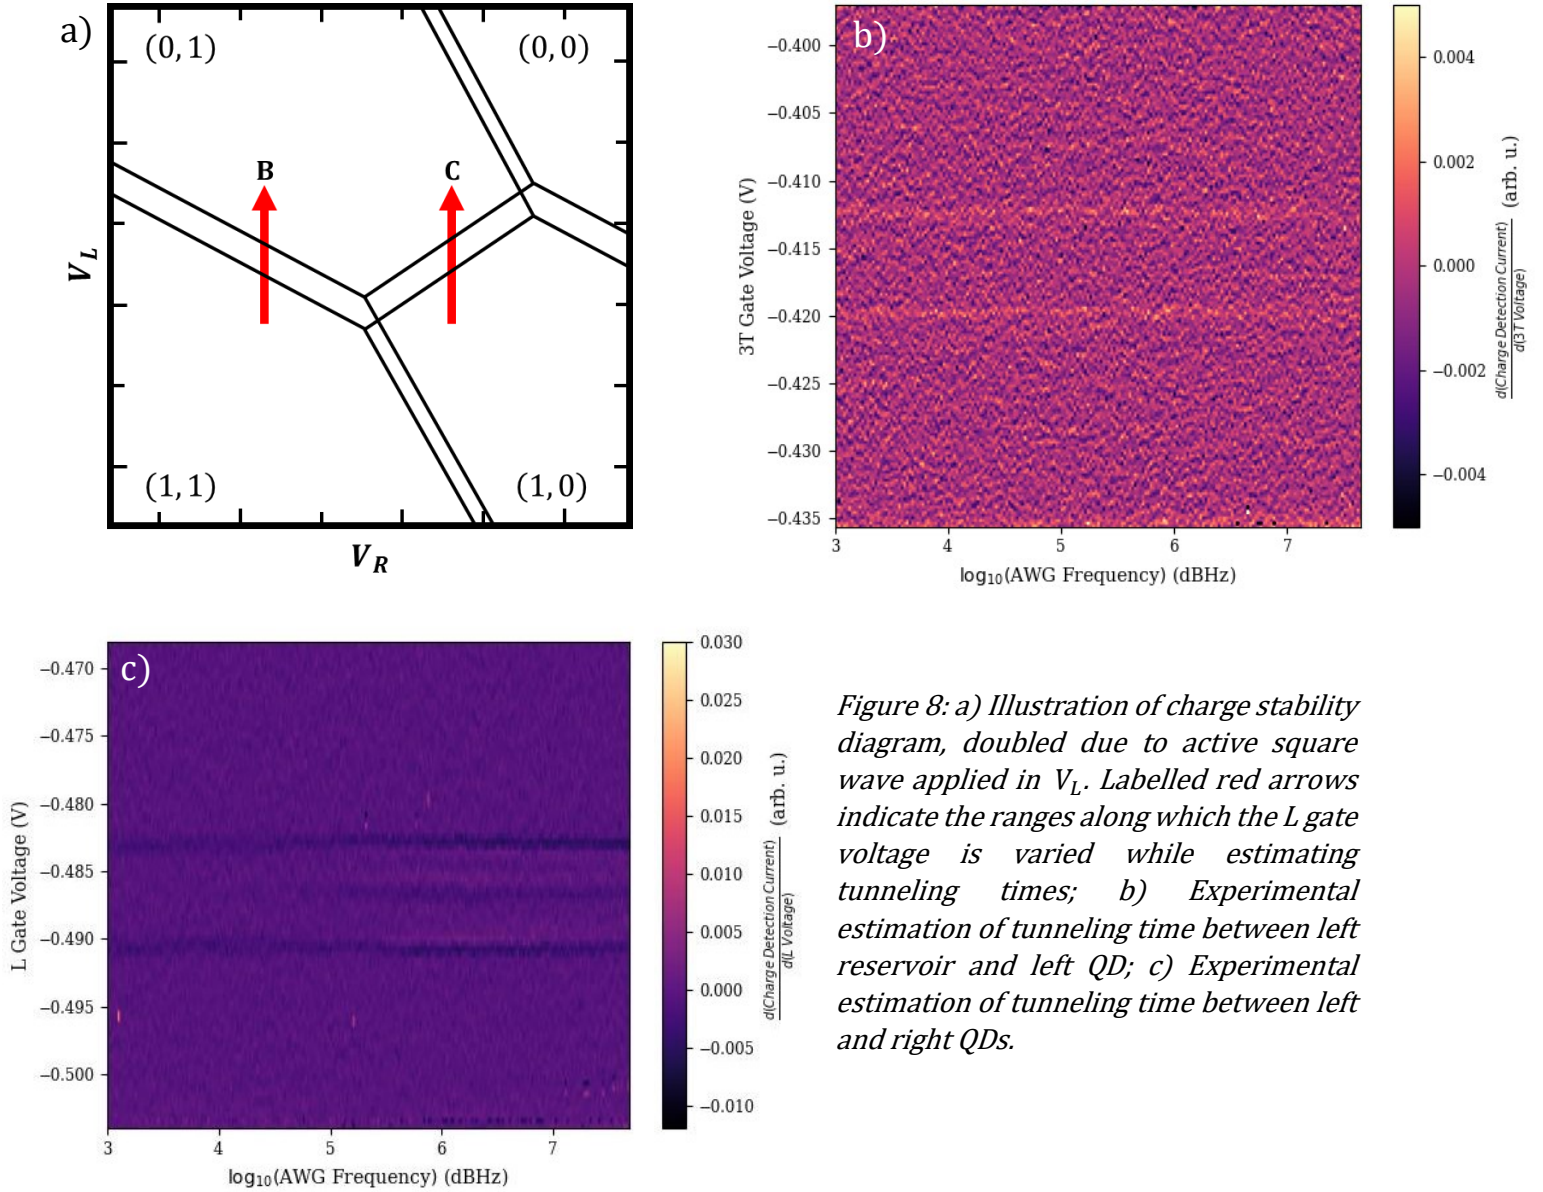 a)
(0, 1)
(0, 0)
B
C
(1, 1)
(1, 0)
V_L
V_R
b)
−0.400
−0.405
−0.410
−0.415
−0.420
−0.425
−0.430
−0.435
3T Gate Voltage (V)
3 4 5 6 7
log₁₀(AWG Frequency) (dBHz)
0.004
0.002
0.000
−0.002
−0.004
d(Charge Detection Current)
d(3T Voltage)
(arb. u.)
c)
−0.470
−0.475
−0.480
−0.485
−0.490
−0.495
−0.500
L Gate Voltage (V)
3 4 5 6 7
log₁₀(AWG Frequency) (dBHz)
0.030
0.025
0.020
0.015
0.010
0.005
0.000
−0.005
−0.010
d(Charge Detection Current)
d(L Voltage)
(arb. u.)
Figure 8: a) Illustration of charge stability
diagram, doubled due to active square
wave applied in V_L. Labelled red arrows
indicate the ranges along which the L gate
voltage is varied while estimating
tunneling times; b) Experimental
estimation of tunneling time between left
reservoir and left QD; c) Experimental
estimation of tunneling time between left
and right QDs.